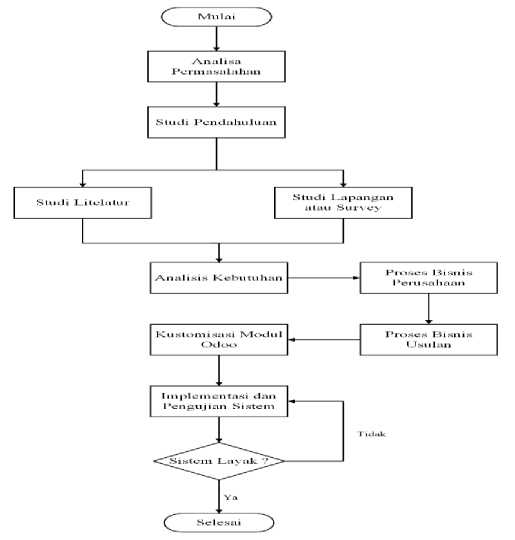 Mulai
Analisa
Permasalahan
Studi Pendahuluan
Studi Litelatur
Studi Lapangan
atau Survey
Analisis Kebutuhan
Proses Bisnis
Perusahaan
Kustomisasi Modul
Odoo
Proses Bisnis
Usulan
Implementasi dan
Pengujian Sistem
Tidak
Sistem Layak ?
Ya
Selesai